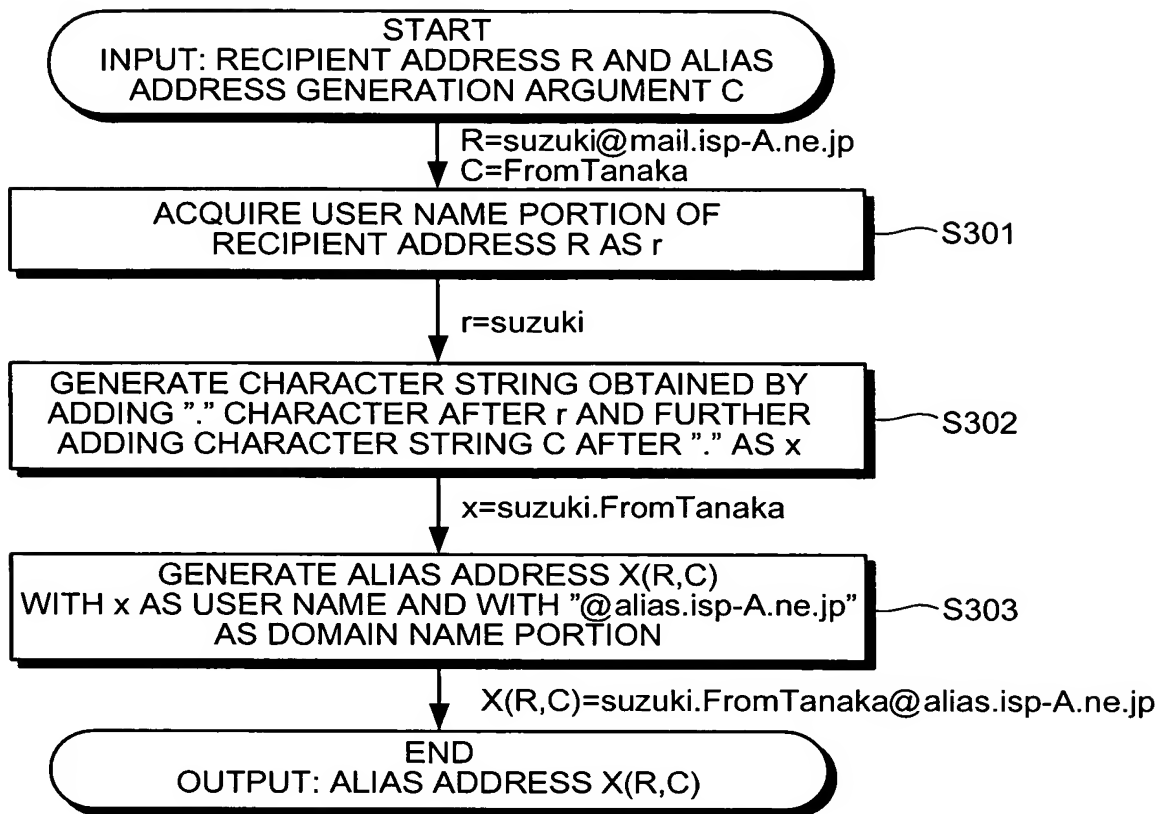 START
INPUT: RECIPIENT ADDRESS R AND ALIAS
ADDRESS GENERATION ARGUMENT C
R=suzuki@mail.isp-A.ne.jp
C=FromTanaka
ACQUIRE USER NAME PORTION OF
RECIPIENT ADDRESS R AS r
S301
r=suzuki
GENERATE CHARACTER STRING OBTAINED BY
ADDING ”.” CHARACTER AFTER r AND FURTHER
ADDING CHARACTER STRING C AFTER ”.” AS x
S302
x=suzuki.FromTanaka
GENERATE ALIAS ADDRESS X(R,C)
WITH x AS USER NAME AND WITH ”@alias.isp-A.ne.jp”
AS DOMAIN NAME PORTION
S303
X(R,C)=suzuki.FromTanaka@alias.isp-A.ne.jp
END
OUTPUT: ALIAS ADDRESS X(R,C)